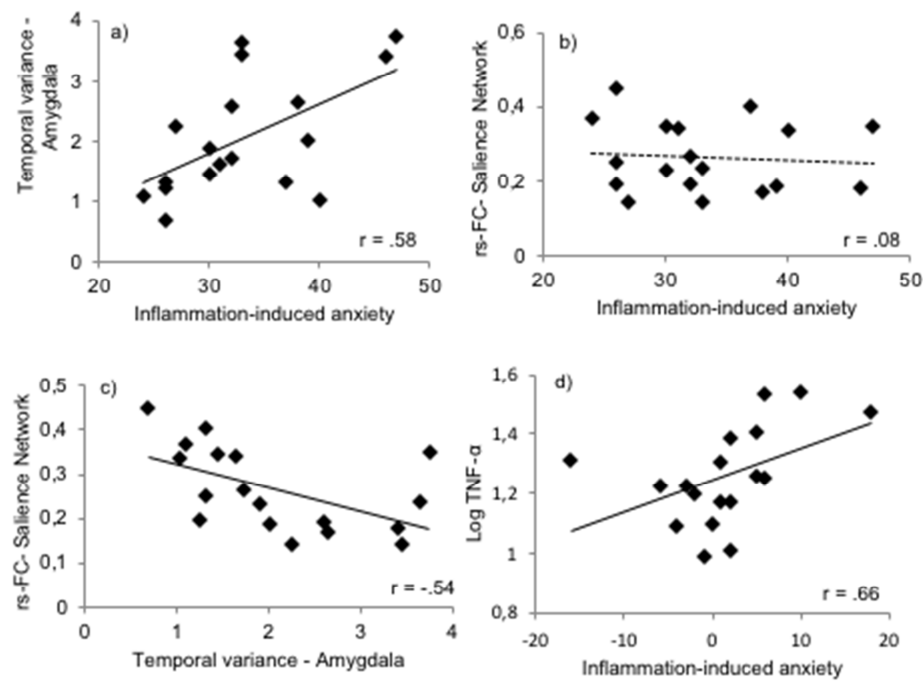 a)
Temporal variance -
Amygdala
4
3
2
1
0
r = .58
20 30 40 50
Inflammation-induced anxiety
b)
rs-FC- Salience Network
0,6
0,4
0,2
0
r = .08
20 30 40 50
Inflammation-induced anxiety
c)
rs-FC- Salience Network
0,5
0,4
0,3
0,2
0,1
0
r = -.54
0 1 2 3 4
Temporal variance - Amygdala
d)
Log TNF-α
1,6
1,4
1,2
1
0,8
r = .66
-20 -10 0 10 20
Inflammation-induced anxiety